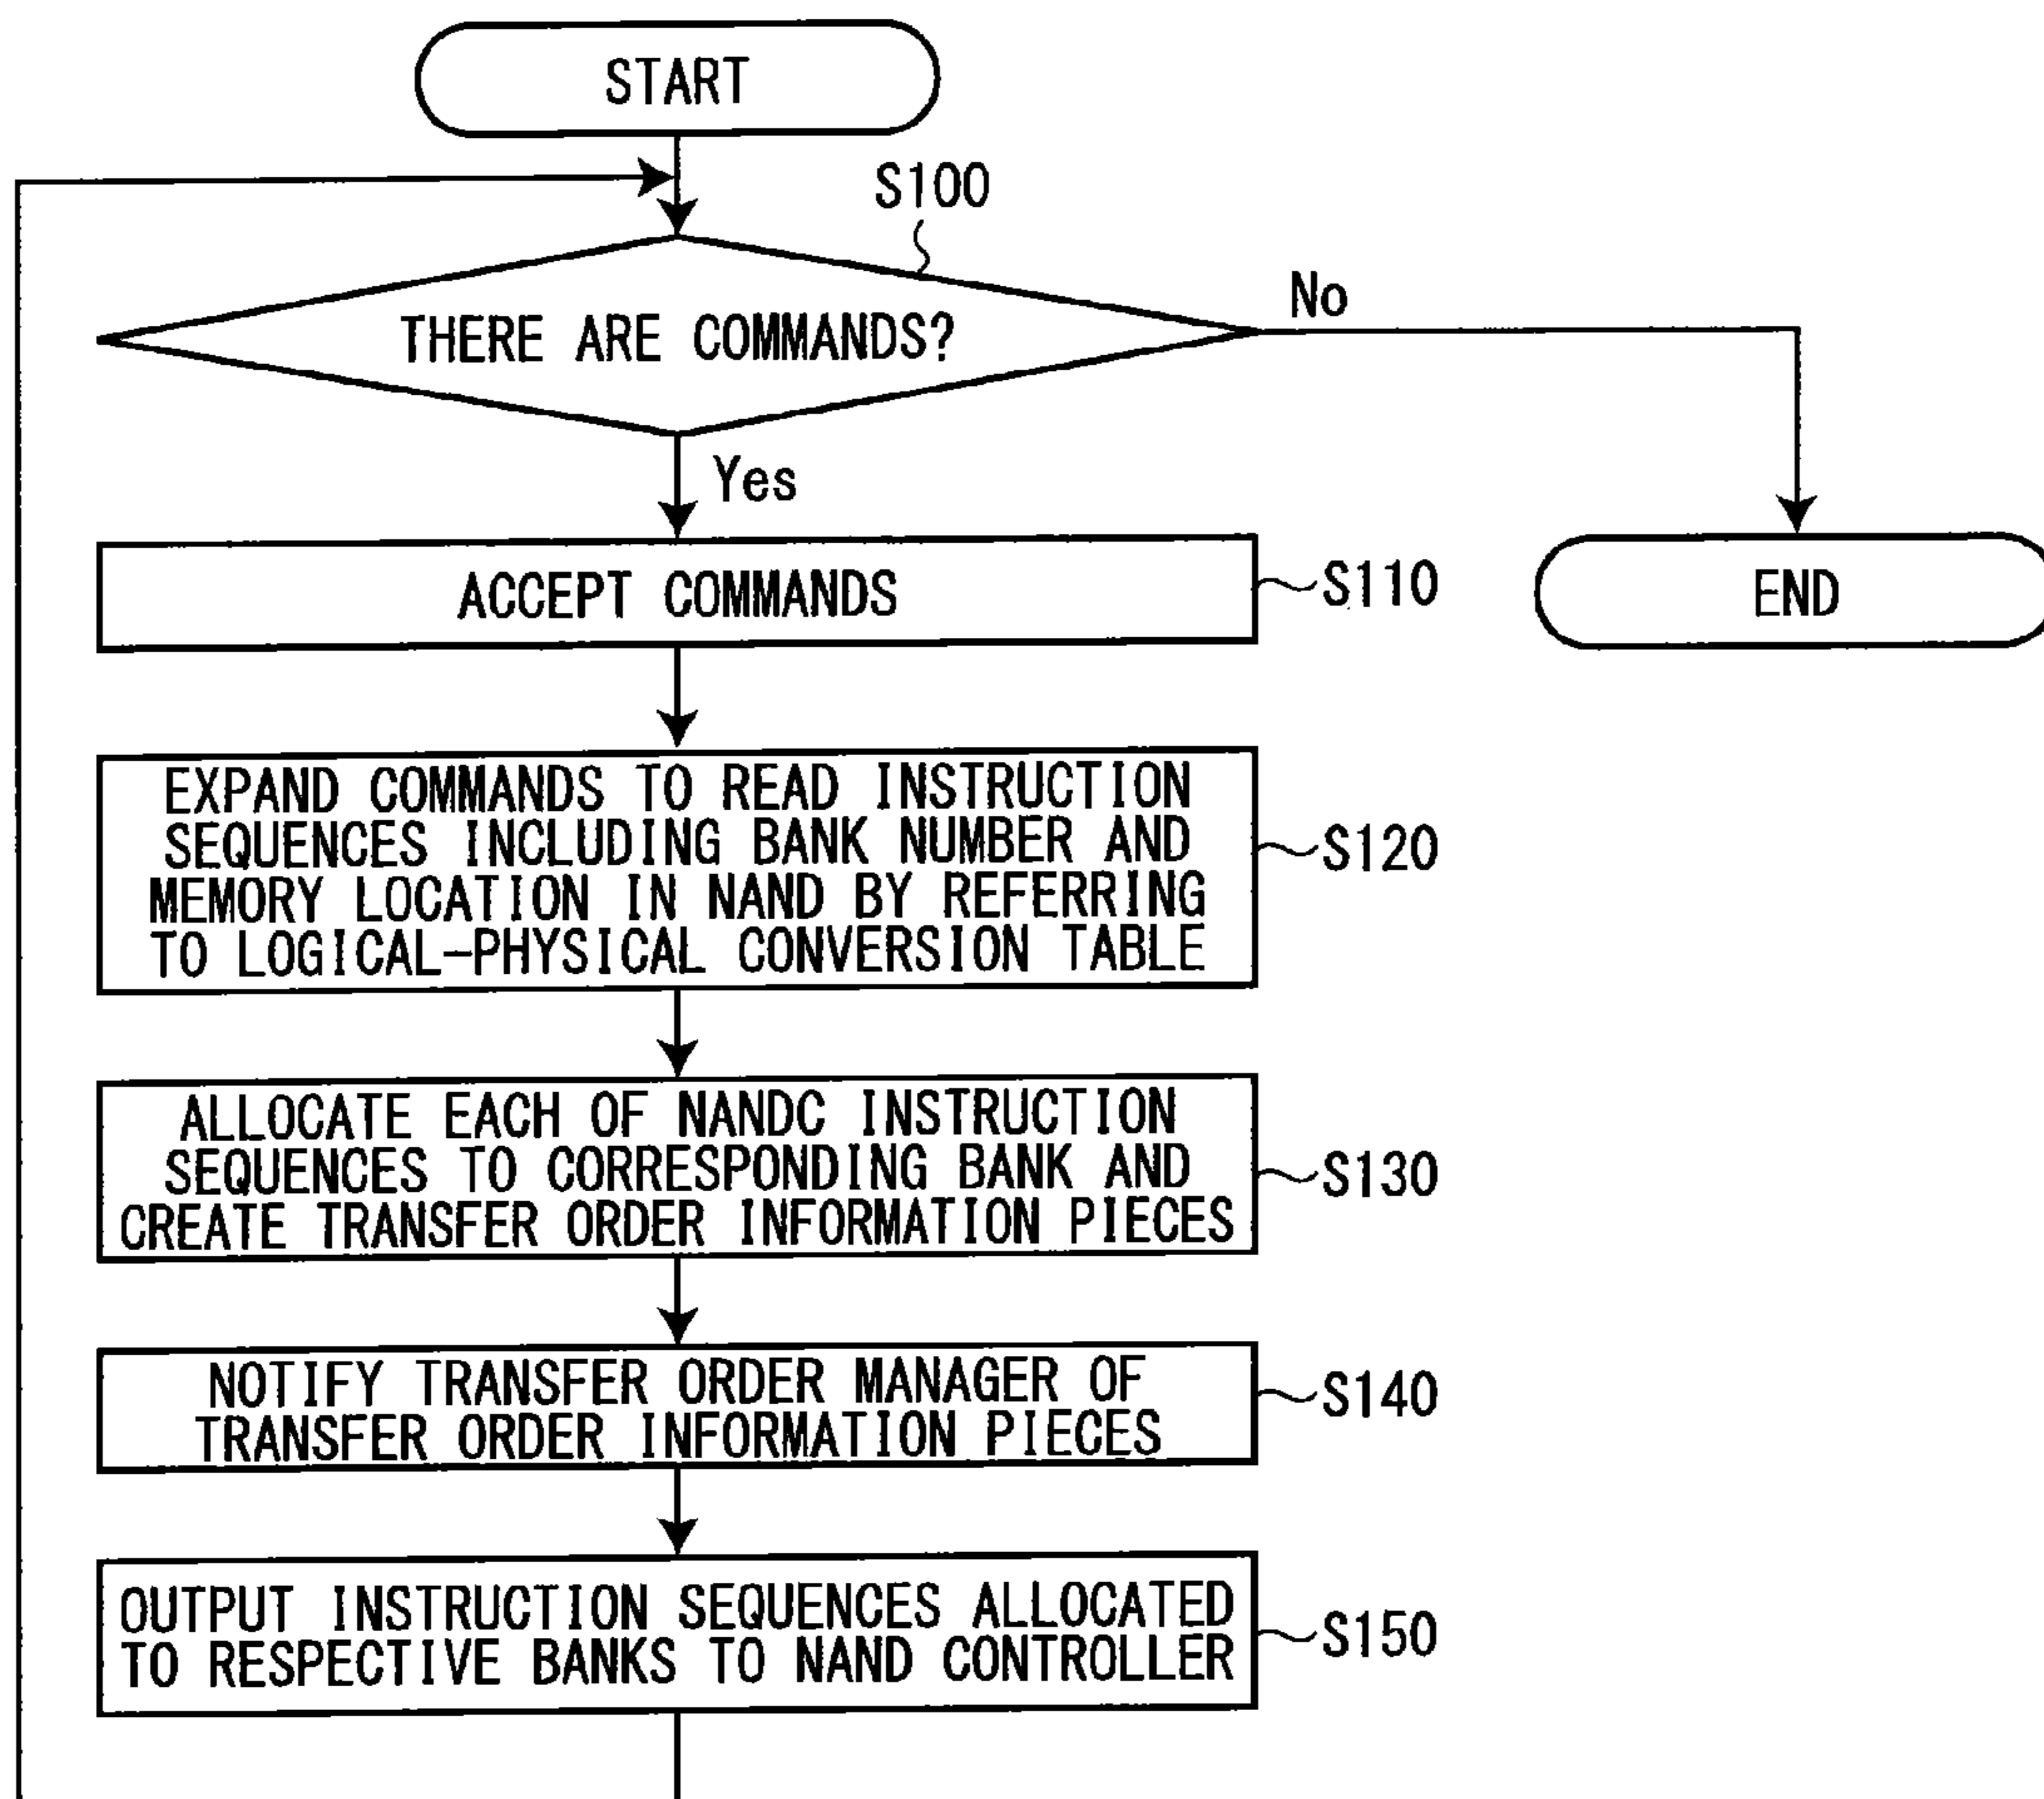 START
S100
THERE ARE COMMANDS?
No
Yes
ACCEPT COMMANDS
S110
END
EXPAND COMMANDS TO READ INSTRUCTION
SEQUENCES INCLUDING BANK NUMBER AND
MEMORY LOCATION IN NAND BY REFERRING
TO LOGICAL-PHYSICAL CONVERSION TABLE
S120
ALLOCATE EACH OF NANDC INSTRUCTION
SEQUENCES TO CORRESPONDING BANK AND
CREATE TRANSFER ORDER INFORMATION PIECES
S130
NOTIFY TRANSFER ORDER MANAGER OF
TRANSFER ORDER INFORMATION PIECES
S140
OUTPUT INSTRUCTION SEQUENCES ALLOCATED
TO RESPECTIVE BANKS TO NAND CONTROLLER
S150